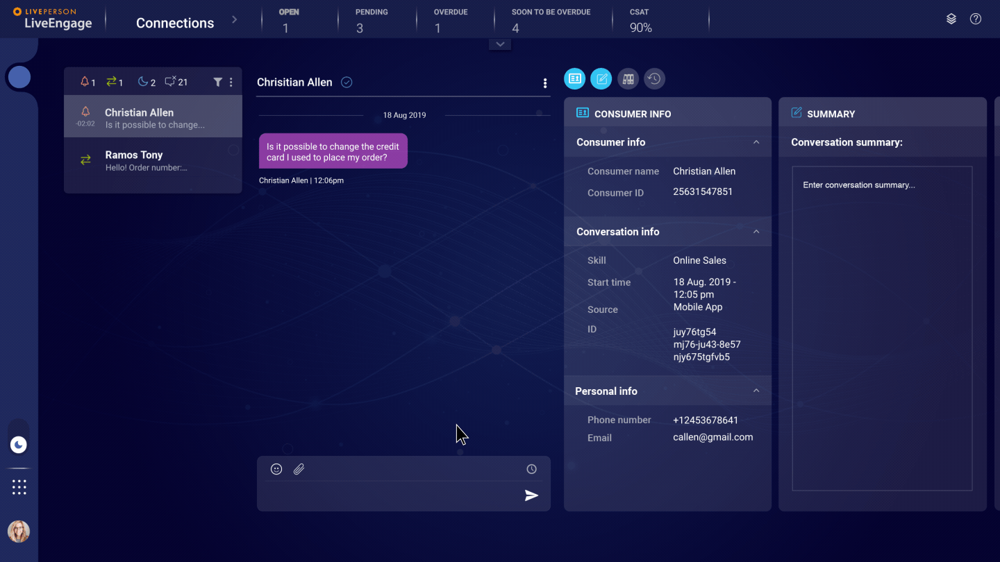 LIVEPERSON
LiveEngage
Connections
OPEN
1
PENDING
3
OVERDUE
1
SOON TO BE OVERDUE
4
CSAT
90%
1
1
2
21
Christian Allen
-02:02
Is it possible to change...
Ramos Tony
Hello! Order number:...
Chrisitian Allen
18 Aug 2019
Is it possible to change the credit
card I used to place my order?
Christian Allen | 12:06pm
CONSUMER INFO
Consumer info
Consumer name Christian Allen
Consumer ID 25631547851
Conversation info
Skill Online Sales
Start time 18 Aug. 2019 -
12:05 pm
Source Mobile App
ID juy76tg54
mj76-ju43-8e57
njy675tgfvb5
Personal info
Phone number +12453678641
Email callen@gmail.com
SUMMARY
Conversation summary:
Enter conversation summary...